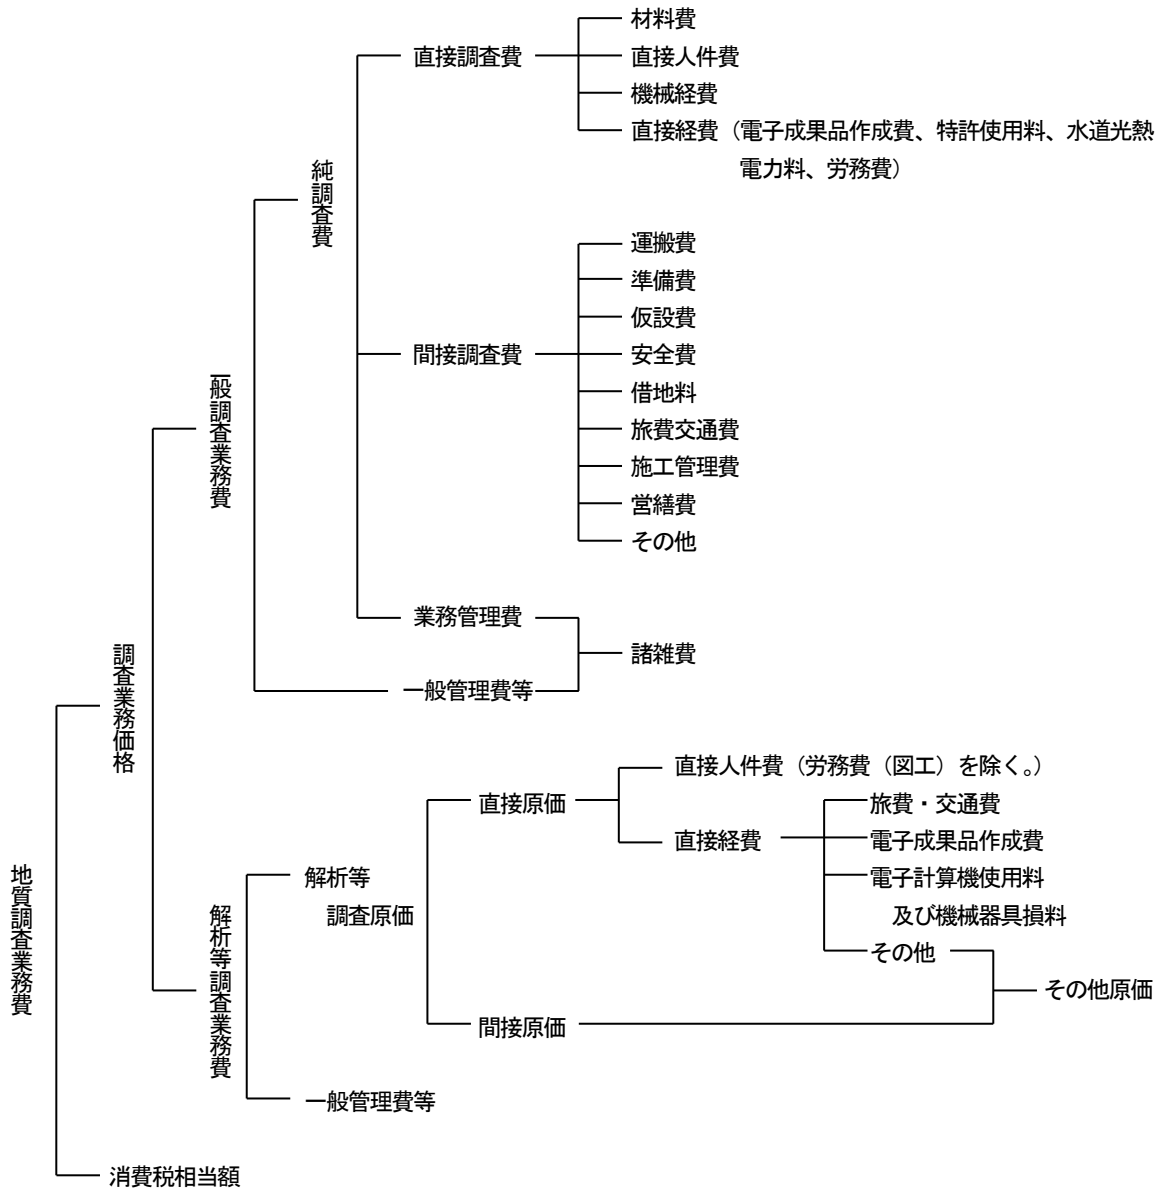 材料費
直接調査費
直接人件費
機械経費
直接経費（電子成果品作成費、特許使用料、水道光熱
電力料、労務費）
純調査費
運搬費
準備費
仮設費
間接調査費
安全費
借地料
旅費交通費
施工管理費
営繕費
その他
一般調査業務費
業務管理費
諸雑費
一般管理費等
調査業務価格
直接人件費（労務費（図工）を除く。）
直接原価
旅費・交通費
直接経費
電子成果品作成費
解析等
調査原価
電子計算機使用料
及び機械器具損料
その他
その他原価
間接原価
解析等調査業務費
一般管理費等
地質調査業務費
消費税相当額